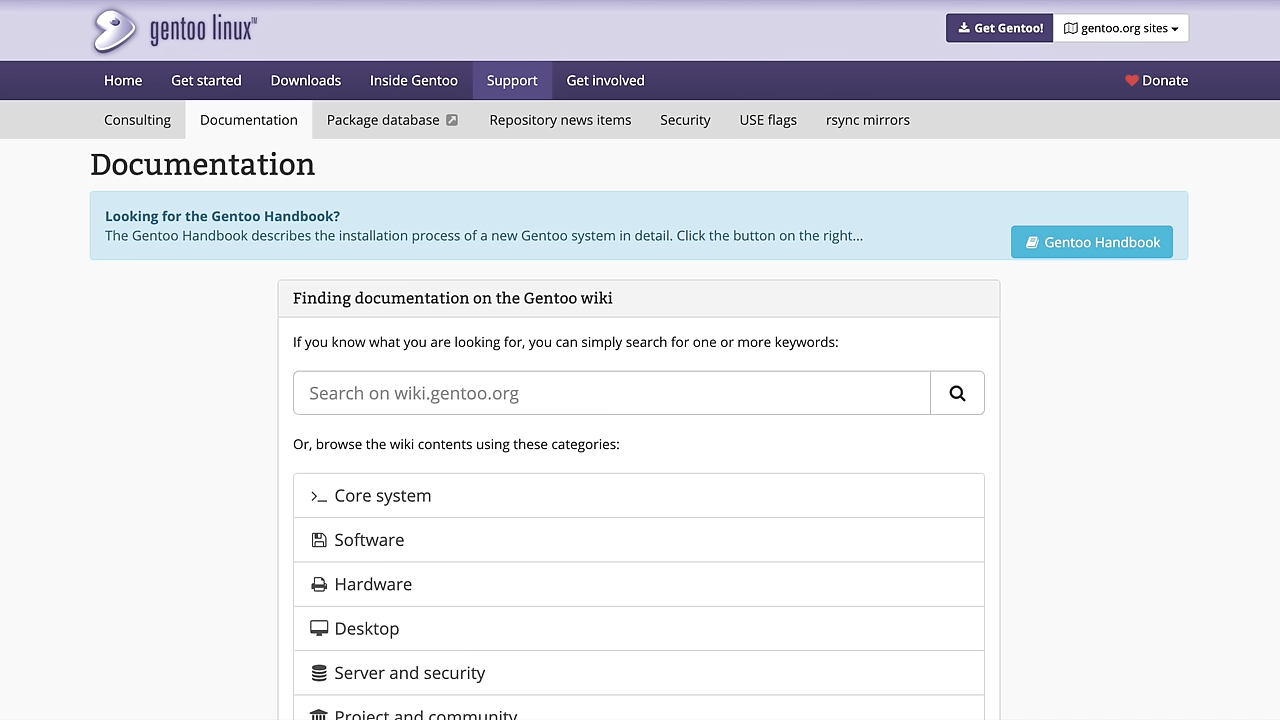 gentoo linux™
Get Gentoo!
gentoo.org sites
Home
Get started
Downloads
Inside Gentoo
Support
Get involved
Donate
Consulting
Documentation
Package database
Repository news items
Security
USE flags
rsync mirrors
Documentation
Looking for the Gentoo Handbook?
The Gentoo Handbook describes the installation process of a new Gentoo system in detail. Click the button on the right...
Gentoo Handbook
Finding documentation on the Gentoo wiki
If you know what you are looking for, you can simply search for one or more keywords:
Search on wiki.gentoo.org
Or, browse the wiki contents using these categories:
Core system
Software
Hardware
Desktop
Server and security
Project and community